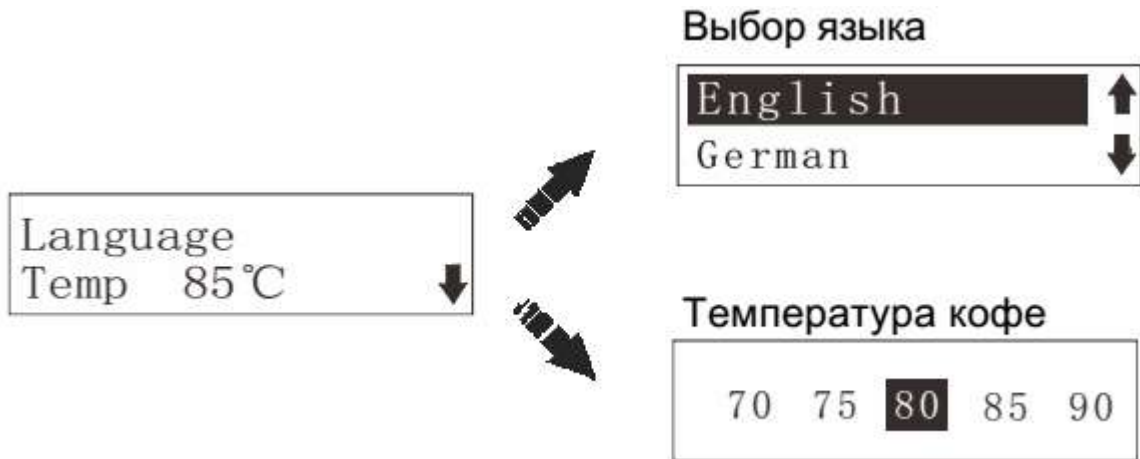 Выбор языка
English
German
Language
Temp 85℃
Температура кофе
70 75 80 85 90